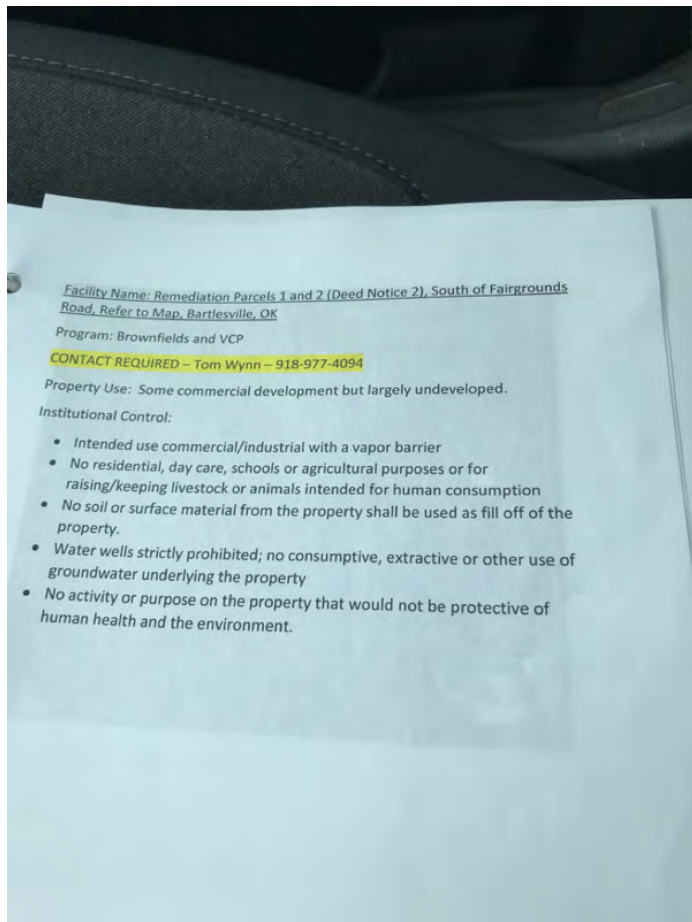 Facility Name: Remediation Parcels 1 and 2 (Deed Notice 2), South of Fairgrounds
Road, Refer to Map, Bartlesville, OK
Program: Brownfields and VCP
CONTACT REQUIRED – Tom Wynn – 918-977-4094
Property Use: Some commercial development but largely undeveloped.
Institutional Control:
• Intended use commercial/industrial with a vapor barrier
• No residential, day care, schools or agricultural purposes or for
raising/keeping livestock or animals intended for human consumption
• No soil or surface material from the property shall be used as fill off of the
property.
• Water wells strictly prohibited; no consumptive, extractive or other use of
groundwater underlying the property
• No activity or purpose on the property that would not be protective of
human health and the environment.